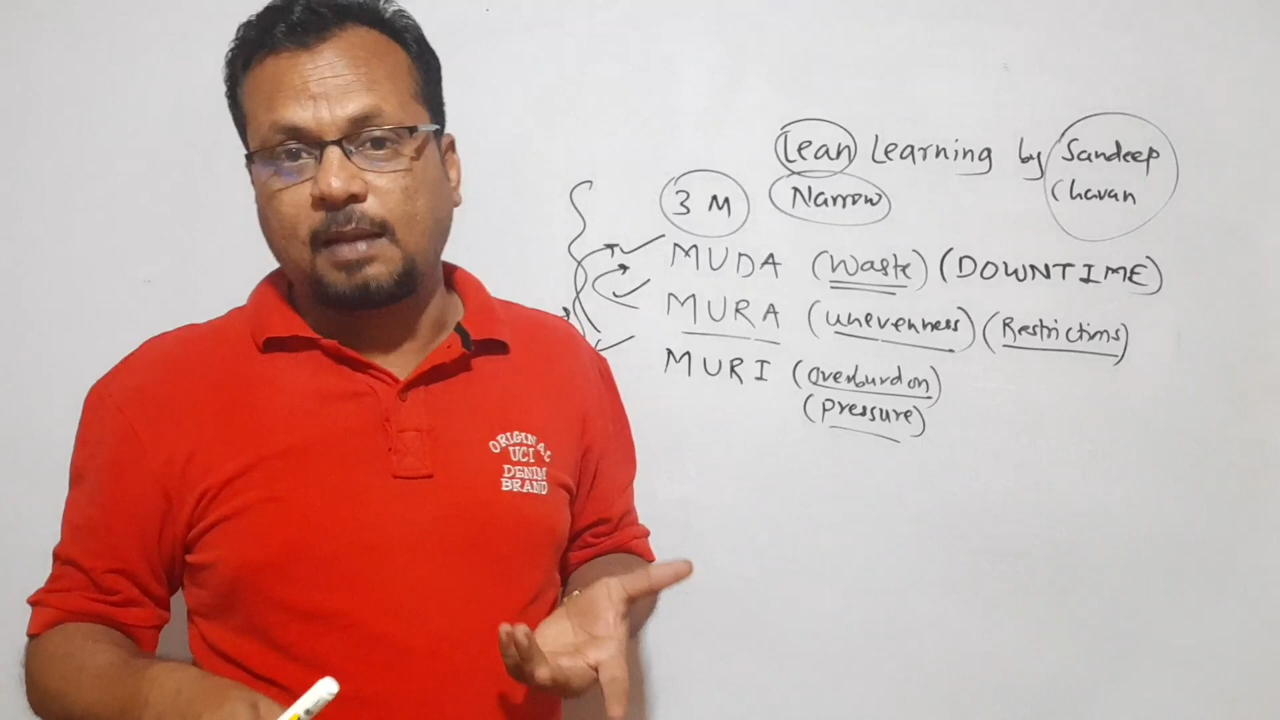 Lean Learning by Sandeep Chavan
3 M Narrow
MUDA (Waste) (DOWNTIME)
MURA (Unevenness) (Restrictions)
MURI (Overburdon)
(Pressure)
ORIGINAL
UCI
DENIM
BRAND